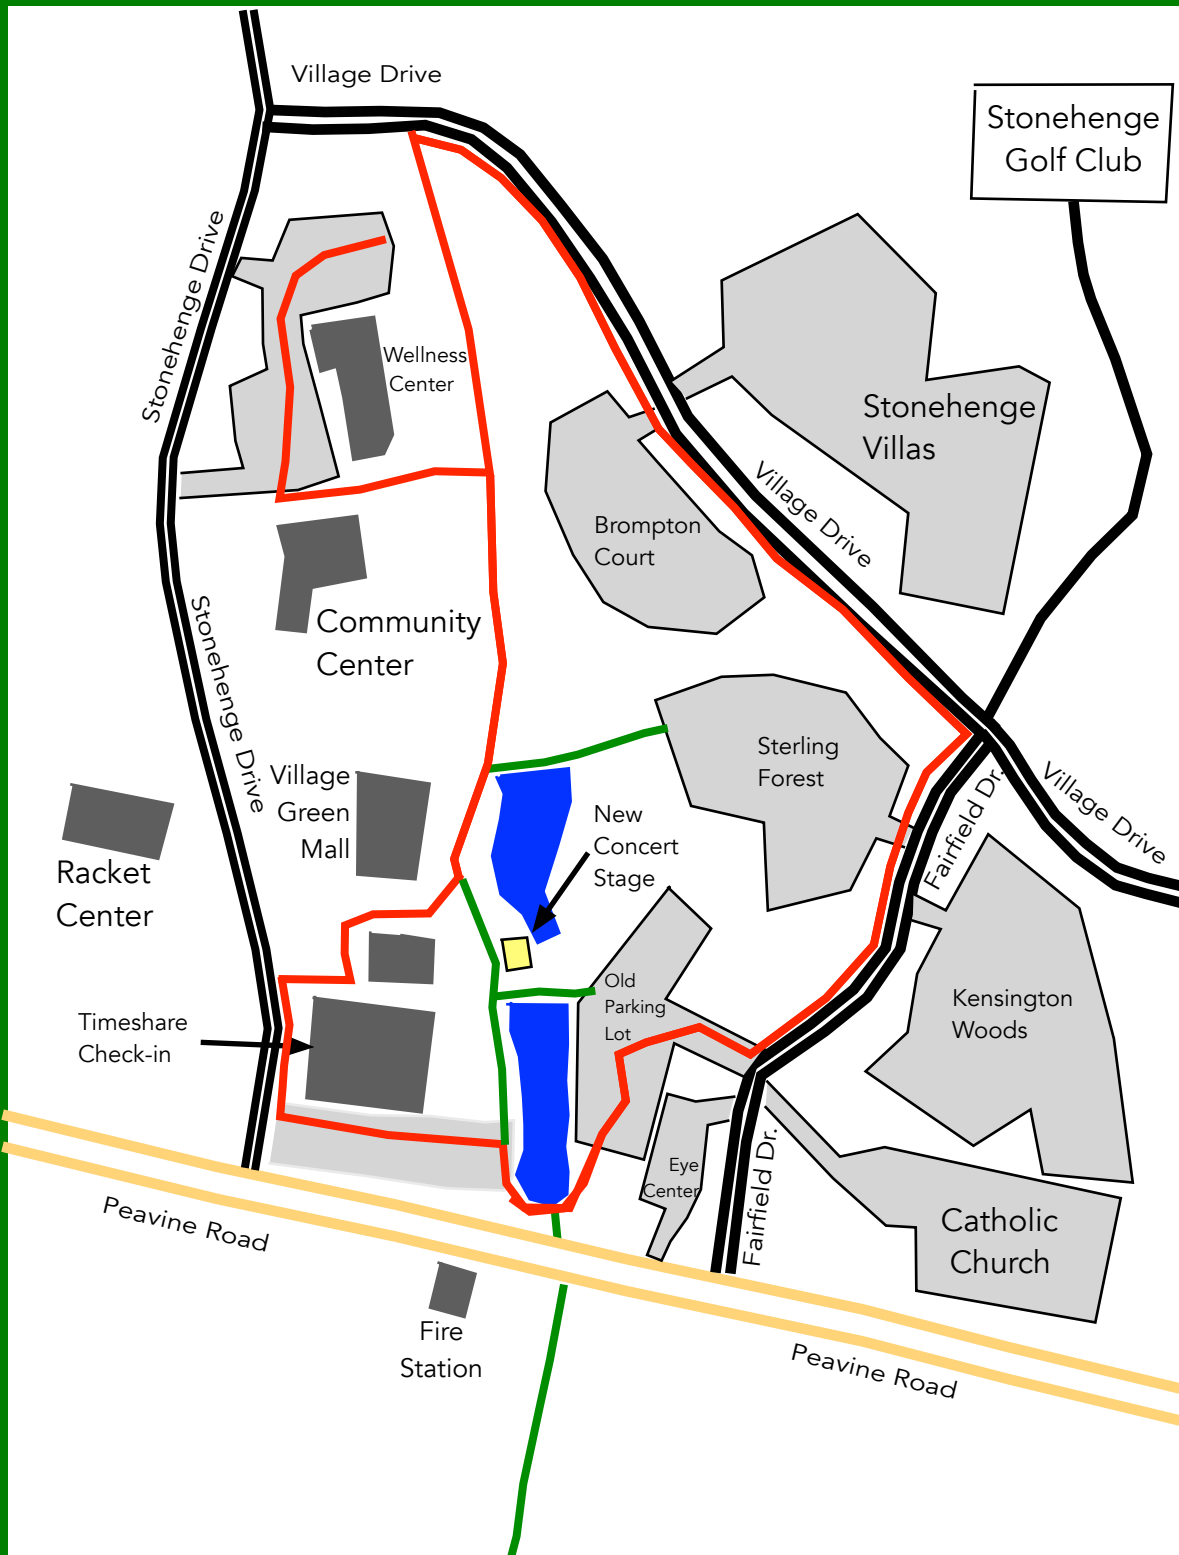 Village Drive
Stonehenge
Golf Club
Stonehenge Drive
Wellness
Center
Stonehenge
Villas
Village Drive
Brompton
Court
Stonehenge Drive
Community
Center
Sterling
Forest
Village
Green
Mall
Fairfield Dr.
Village Drive
New
Concert
Stage
Racket
Center
Old
Parking
Lot
Kensington
Woods
Timeshare
Check-in
Eye
Center
Fairfield Dr.
Catholic
Church
Peavine Road
Fire
Station
Peavine Road